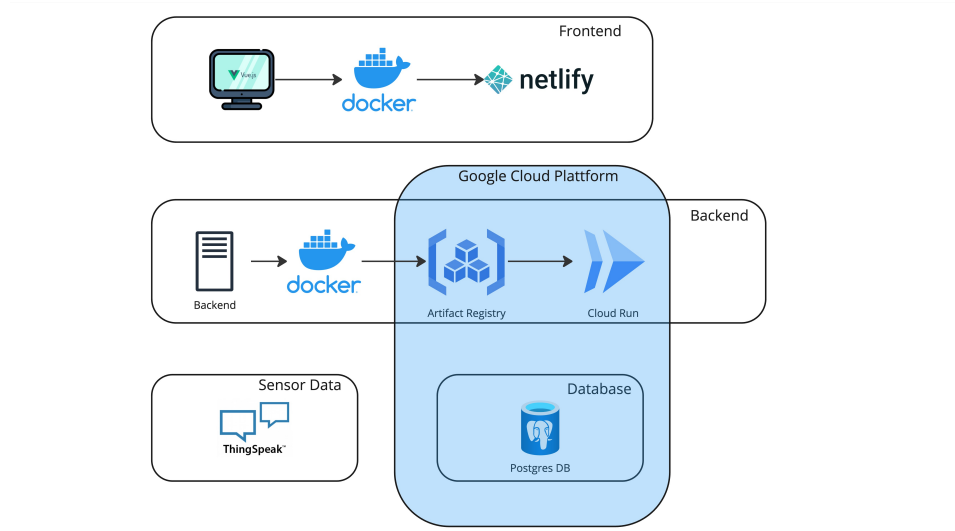 Frontend
Vue.js
docker
netlify
Google Cloud Plattform
Backend
docker
Backend
Artifact Registry
Cloud Run
Sensor Data
Database
ThingSpeak™
Postgres DB